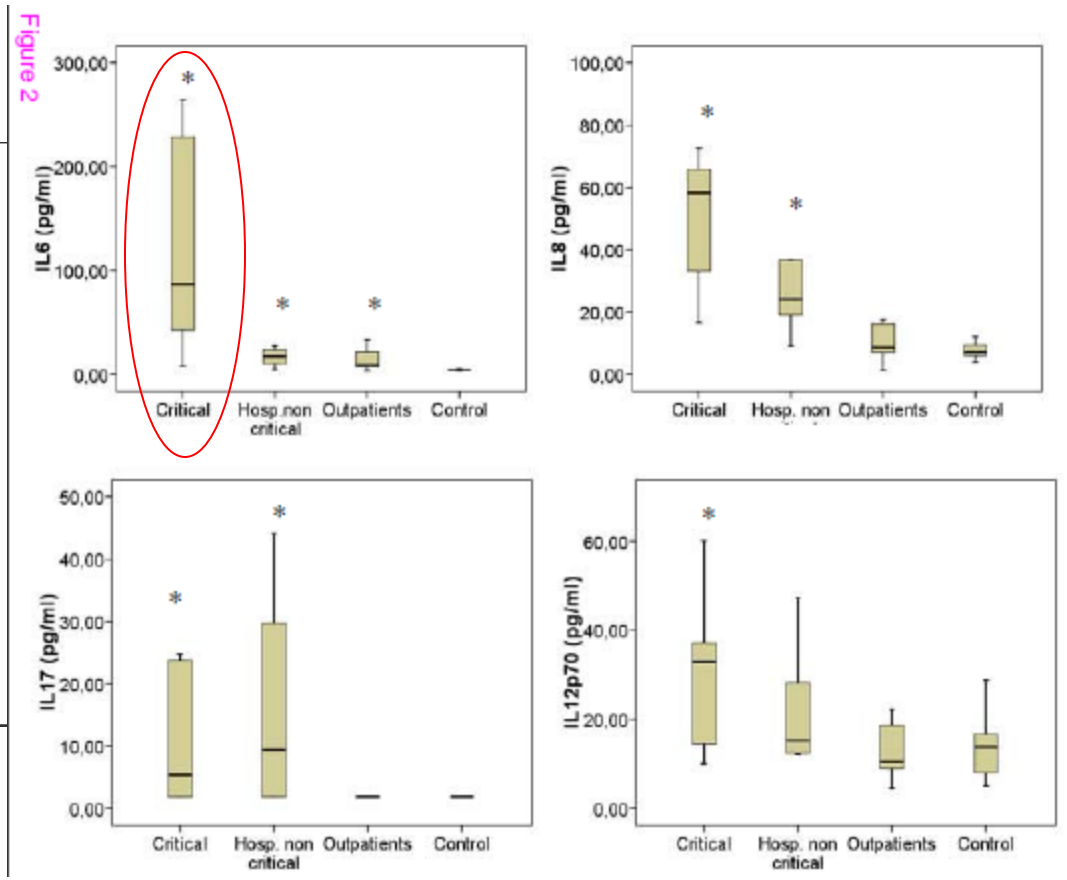 Figure 2
300,00
200,00
100,00
0,00
IL6 (pg/ml)
*
*
*
Critical
Hosp.non
critical
Outpatients
Control
100,00
80,00
60,00
40,00
20,00
0,00
IL8 (pg/ml)
*
*
Critical
Hosp. non
Outpatients
Control
50,00
40,00
30,00
20,00
10,00
0,00
IL17 (pg/ml)
*
*
Critical
Hosp. non
critical
Outpatients
Control
60,00
40,00
20,00
0,00
IL12p70 (pg/ml)
*
Critical
Hosp. non
critical
Outpatients
Control